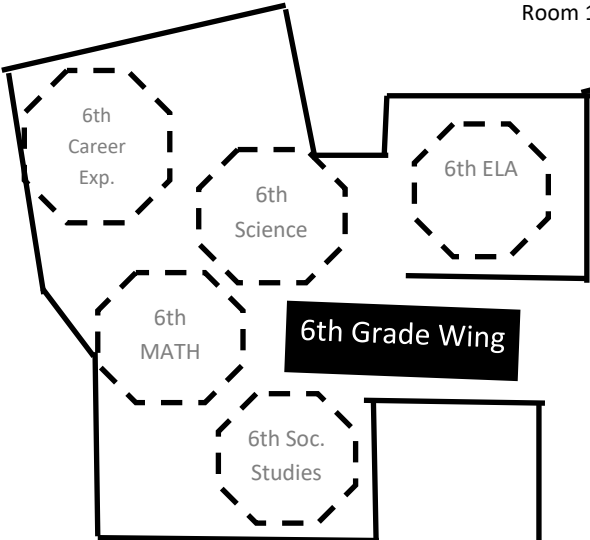 Room 1
6th
Career
Exp.
6th ELA
6th
Science
6th
MATH
6th Grade Wing
6th Soc.
Studies